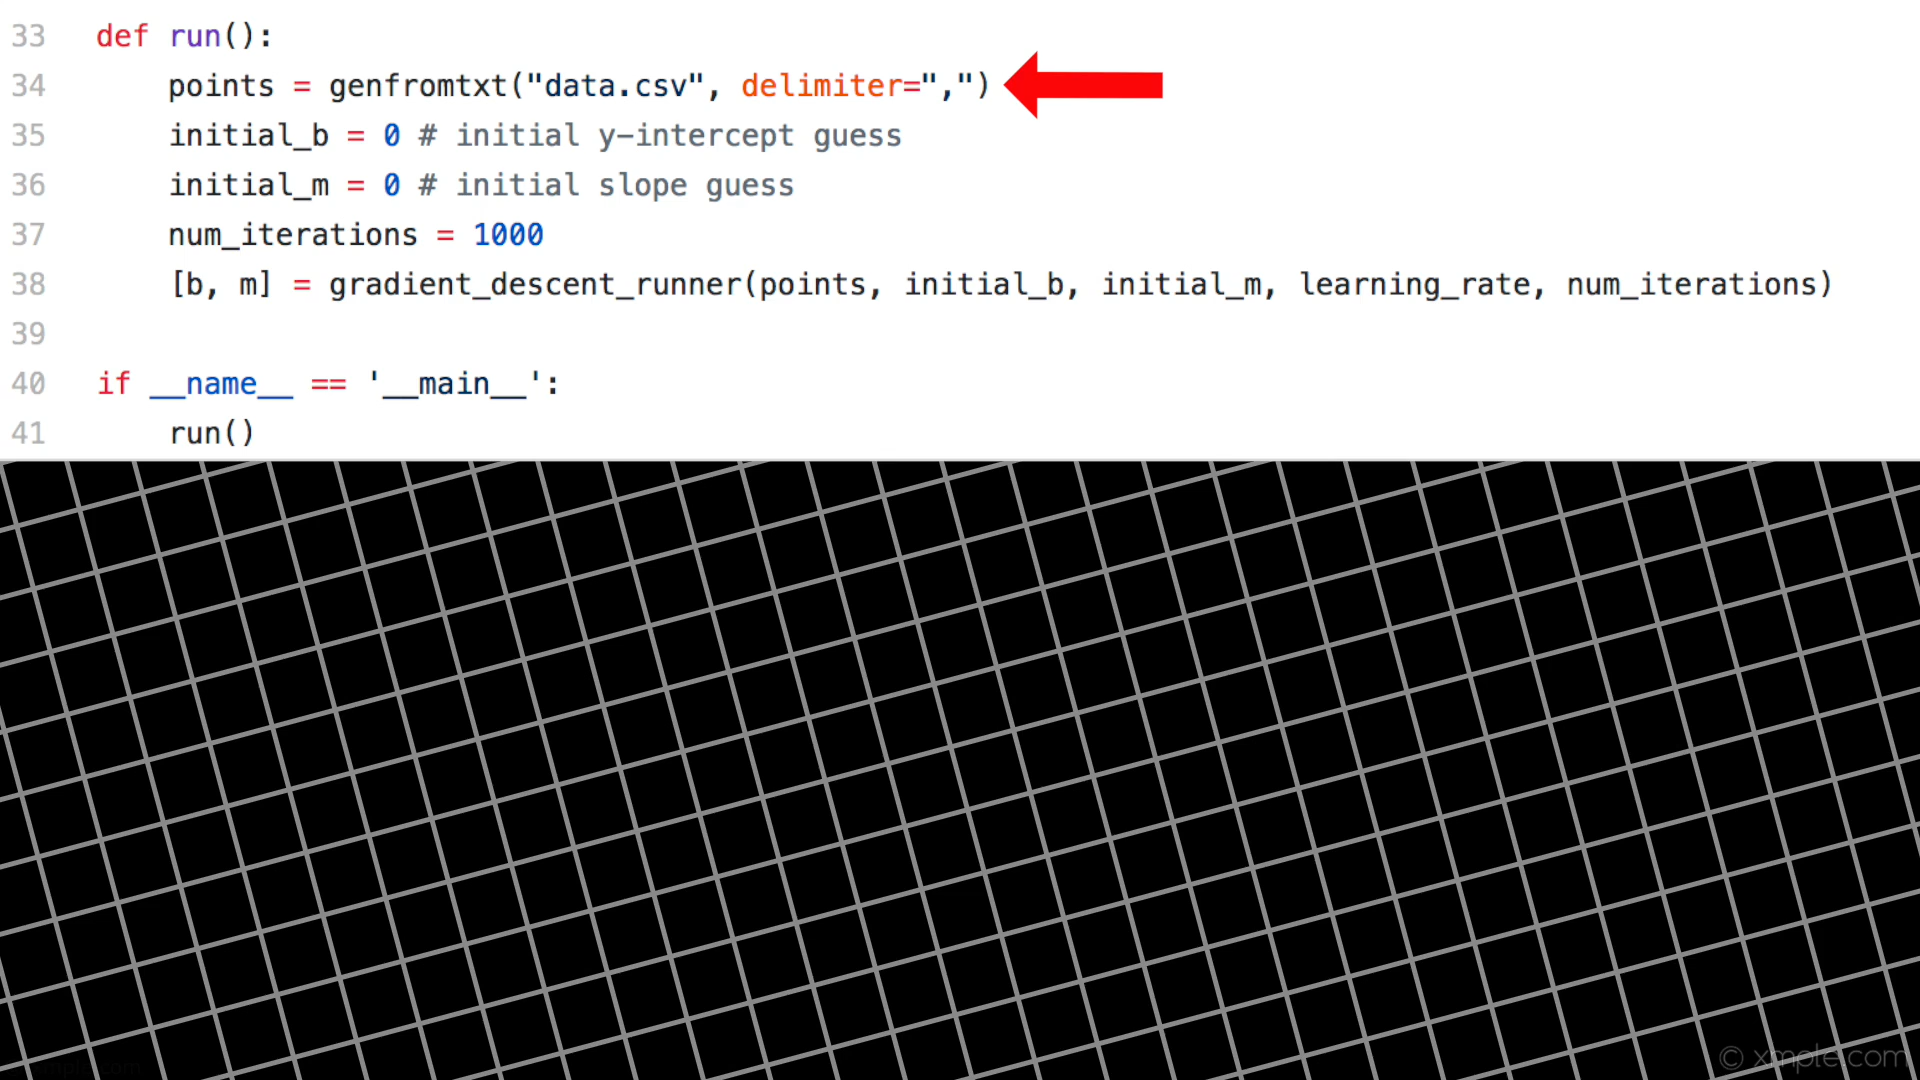 33 def run():
34 points = genfromtxt("data.csv", delimiter=",")
35 initial_b = 0 # initial y-intercept guess
36 initial_m = 0 # initial slope guess
37 num_iterations = 1000
38 [b, m] = gradient_descent_runner(points, initial_b, initial_m, learning_rate, num_iterations)
39
40 if __name__ == '__main__':
41 run()
© xmple.com